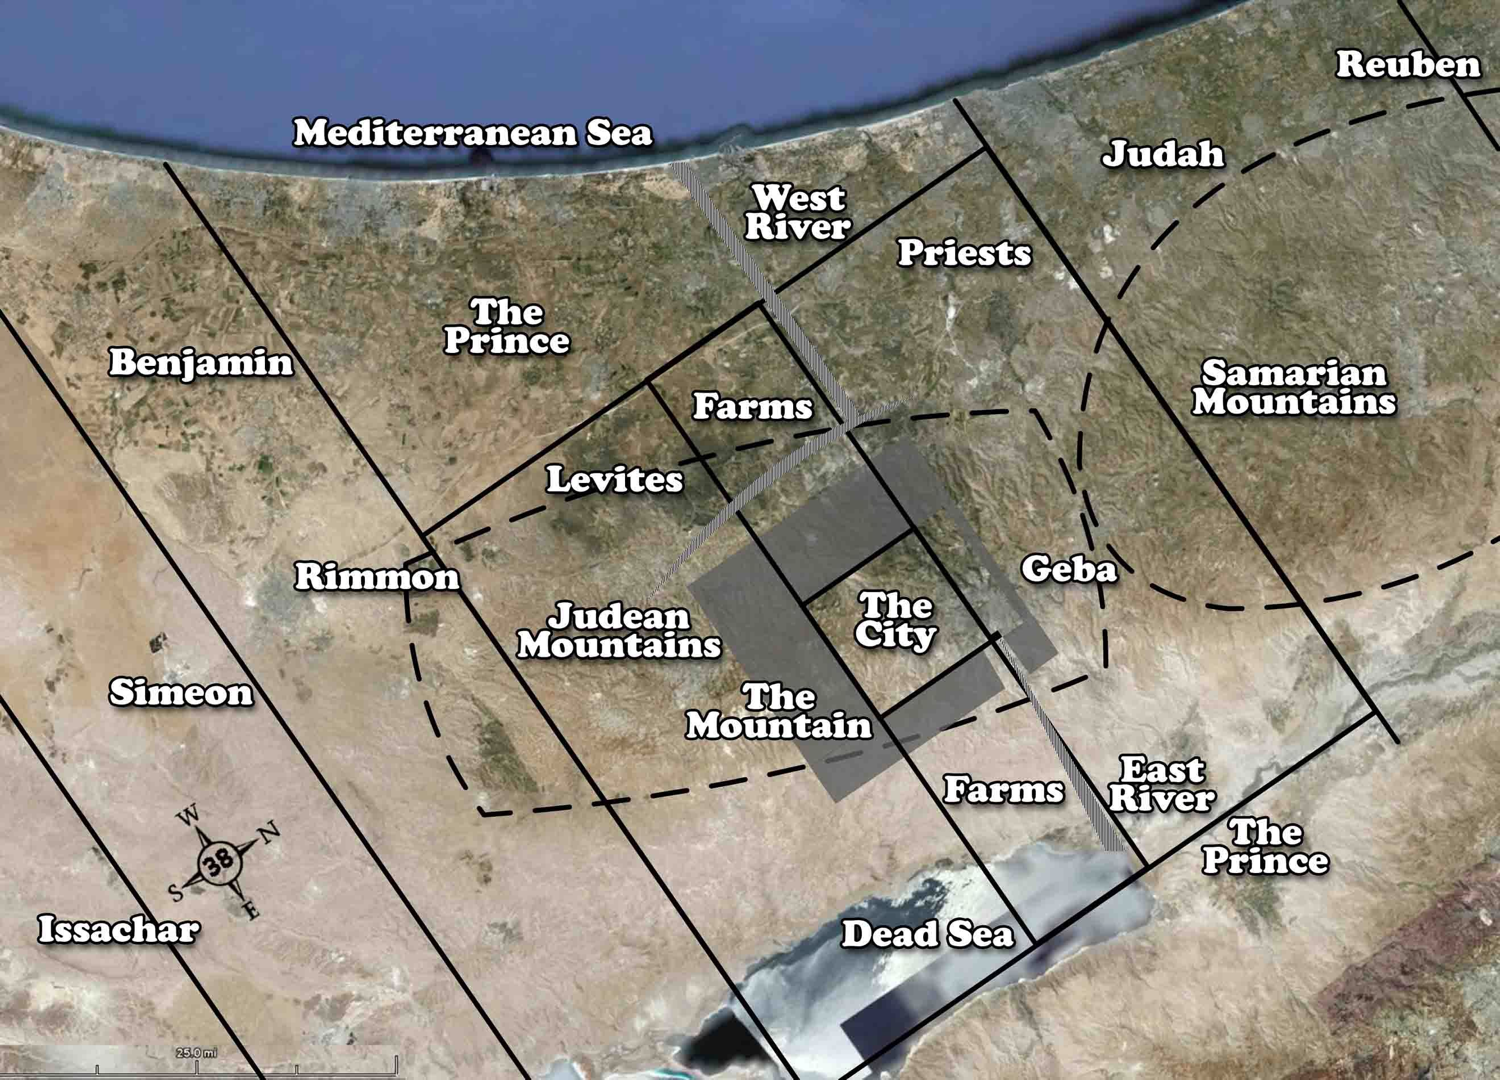 Reuben
Mediterranean Sea
Judah
West
River
Priests
The
Prince
Benjamin
Samarian
Mountains
Farms
Levites
Rimmon
Geba
The
City
Judean
Mountains
Simeon
The
Mountain
East
River
Farms
The
Prince
W
N
38
S
E
Issachar
Dead Sea
25.0 mi